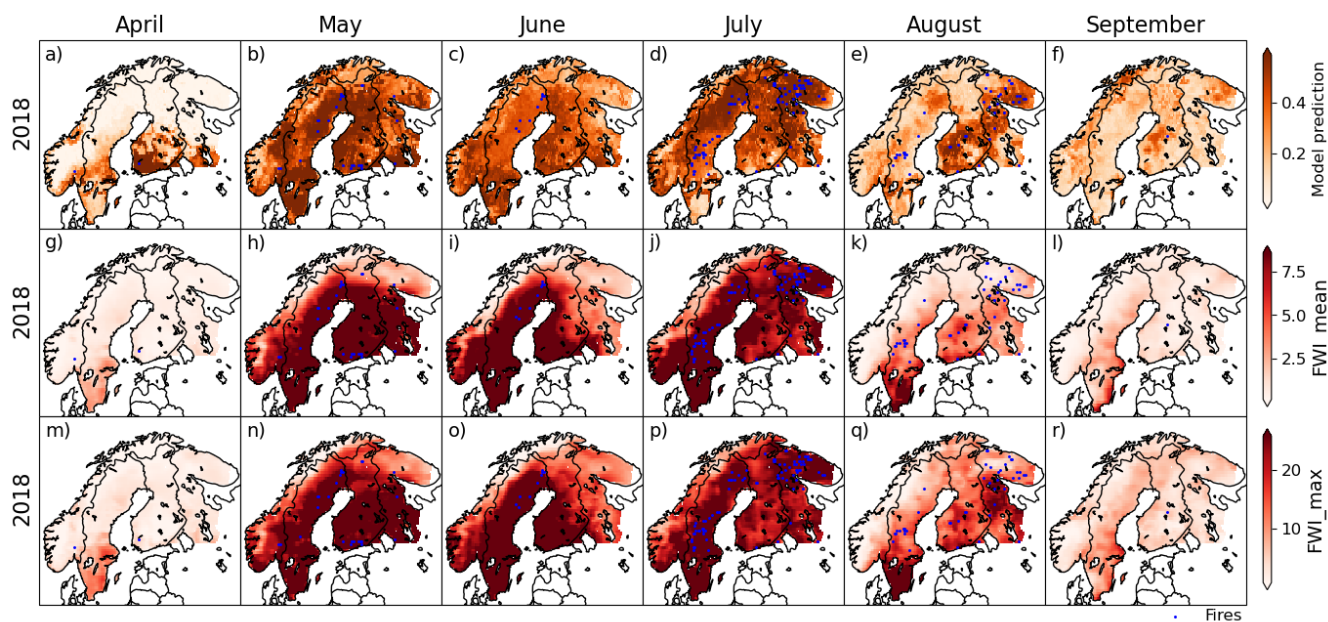 April May June July August September
a) b) c) d) e) f)
2018
0.4
0.2
Model prediction
g) h) i) j) k) l)
2018
7.5
5.0
2.5
FWI_mean
m) n) o) p) q) r)
2018
20
10
FWI_max
Fires